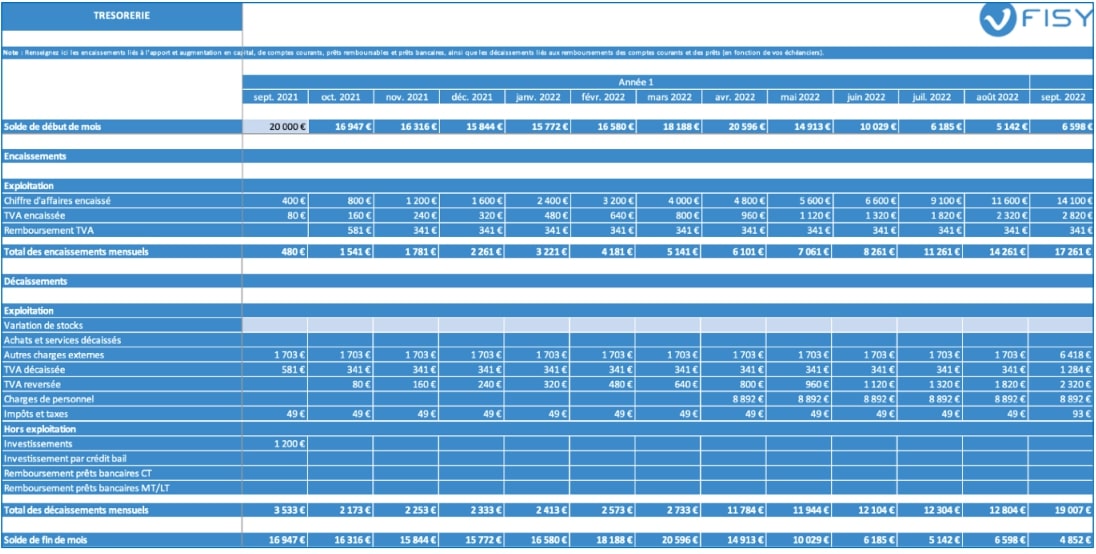 TRESORERIE
FISY
Note : Renseignez ici les encaissements liés à l'apport et augmentation en capital, de comptes courants, prêts remboursables et prêts bancaires, ainsi que les décaissements liés aux remboursements des comptes courants et des prêts (en fonction de vos échéanciers).
Année 1
sept. 2021 oct. 2021 nov. 2021 déc. 2021 janv. 2022 févr. 2022 mars 2022 avr. 2022 mai 2022 juin 2022 juil. 2022 août 2022 sept. 2022
Solde de début de mois 20 000 € 16 947 € 16 316 € 15 844 € 15 772 € 16 580 € 18 188 € 20 596 € 14 913 € 10 029 € 6 185 € 5 142 € 6 598 €
Encaissements
Exploitation
Chiffre d'affaires encaissé 400 € 800 € 1 200 € 1 600 € 2 400 € 3 200 € 4 000 € 4 800 € 5 600 € 6 600 € 9 100 € 11 600 € 14 100 €
TVA encaissée 80 € 160 € 240 € 320 € 480 € 640 € 800 € 960 € 1 120 € 1 320 € 1 820 € 2 320 € 2 820 €
Remboursement TVA 581 € 341 € 341 € 341 € 341 € 341 € 341 € 341 € 341 € 341 € 341 € 341 €
Total des encaissements mensuels 480 € 1 541 € 1 781 € 2 261 € 3 221 € 4 181 € 5 141 € 6 101 € 7 061 € 8 261 € 11 261 € 14 261 € 17 261 €
Décaissements
Exploitation
Variation de stocks
Achats et services décaissés
Autres charges externes 1 703 € 1 703 € 1 703 € 1 703 € 1 703 € 1 703 € 1 703 € 1 703 € 1 703 € 1 703 € 1 703 € 1 703 € 6 418 €
TVA décaissée 581 € 341 € 341 € 341 € 341 € 341 € 341 € 341 € 341 € 341 € 341 € 341 € 1 284 €
TVA reversée 80 € 160 € 240 € 320 € 480 € 640 € 800 € 960 € 1 120 € 1 320 € 1 820 € 2 320 €
Charges de personnel 8 892 € 8 892 € 8 892 € 8 892 € 8 892 € 8 892 €
Impôts et taxes 49 € 49 € 49 € 49 € 49 € 49 € 49 € 49 € 49 € 49 € 49 € 49 € 93 €
Hors exploitation
Investissements 1 200 €
Investissement par crédit bail
Remboursement prêts bancaires CT
Remboursement prêts bancaires MT/LT
Total des décaissements mensuels 3 533 € 2 173 € 2 253 € 2 333 € 2 413 € 2 573 € 2 733 € 11 784 € 11 944 € 12 104 € 12 304 € 12 804 € 19 007 €
Solde de fin de mois 16 947 € 16 316 € 15 844 € 15 772 € 16 580 € 18 188 € 20 596 € 14 913 € 10 029 € 6 185 € 5 142 € 6 598 € 4 852 €